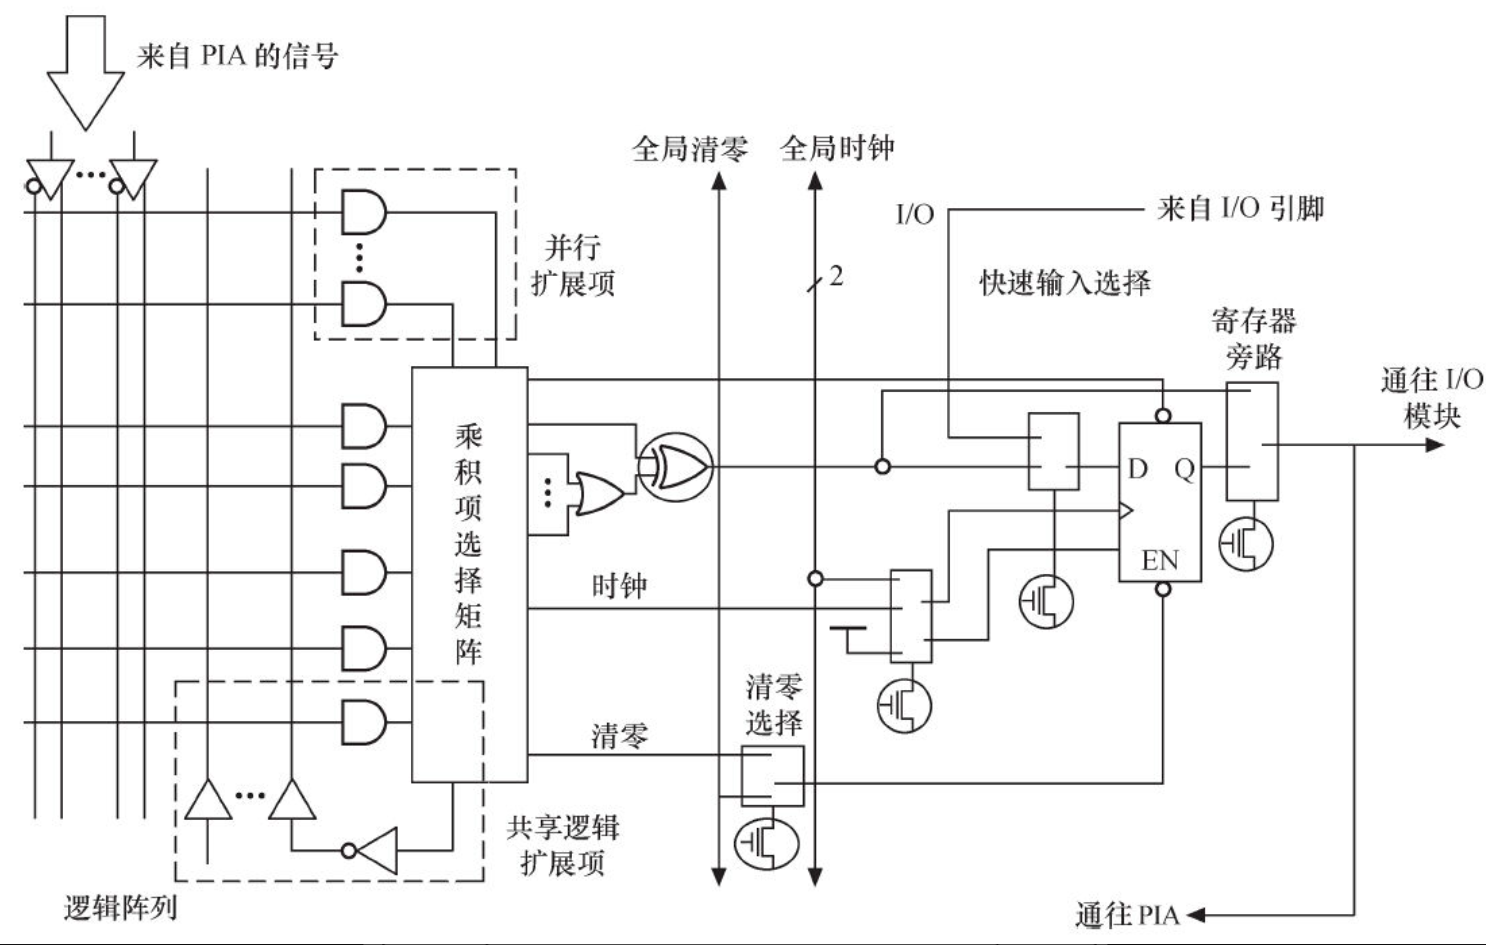 来自 PIA 的信号
全局清零
全局时钟
I/O
来自 I/O 引脚
并行
扩展项
2
快速输入选择
寄存器
旁路
通往 I/O
模块
乘
积
项
选
择
矩
阵
D
Q
EN
时钟
清零
选择
清零
共享逻辑
扩展项
逻辑阵列
通往 PIA